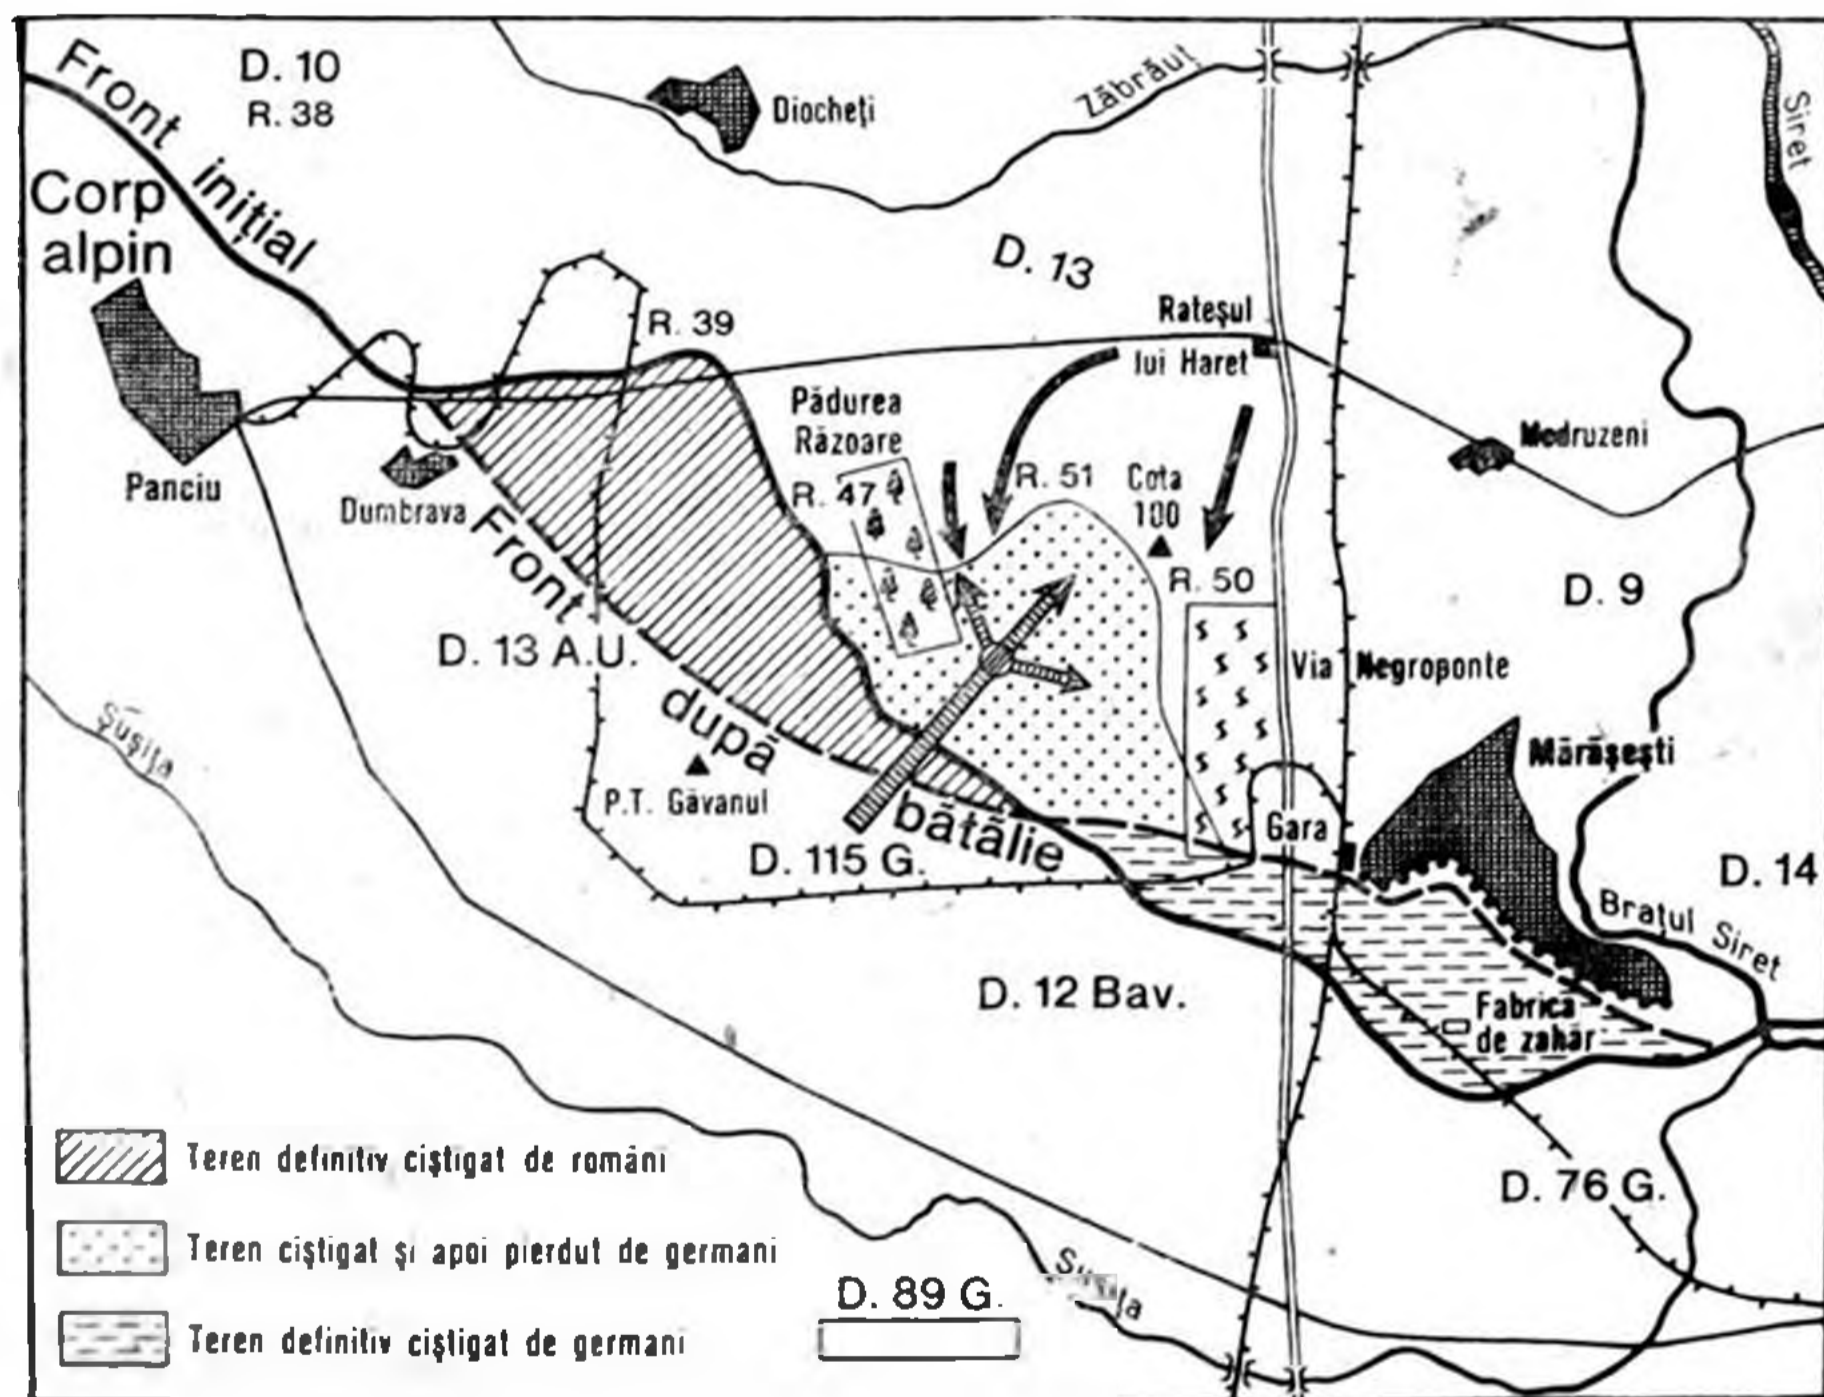 Front inițial
D. 10
R. 38
Diocheți
Zăbrăuț
Siret
Corp
alpin
D. 13
R. 39
Rateșul
lui Haret
Pădurea
Răzoare
R. 47
R. 51
Cota
100
Modruzeni
Panciu
Dumbrava
Front după bătălie
R. 50
D. 9
D. 13 A.U.
Via Negroponte
Șușița
Mărășești
P.T. Găvanul
Gara
D. 115 G.
D. 14
Brațul Siret
D. 12 Bav.
Fabrica
de zahăr
D. 76 G.
Teren definitiv cîștigat de români
Teren cîștigat și apoi pierdut de germani
Teren definitiv cîștigat de germani
D. 89 G.
Șușița